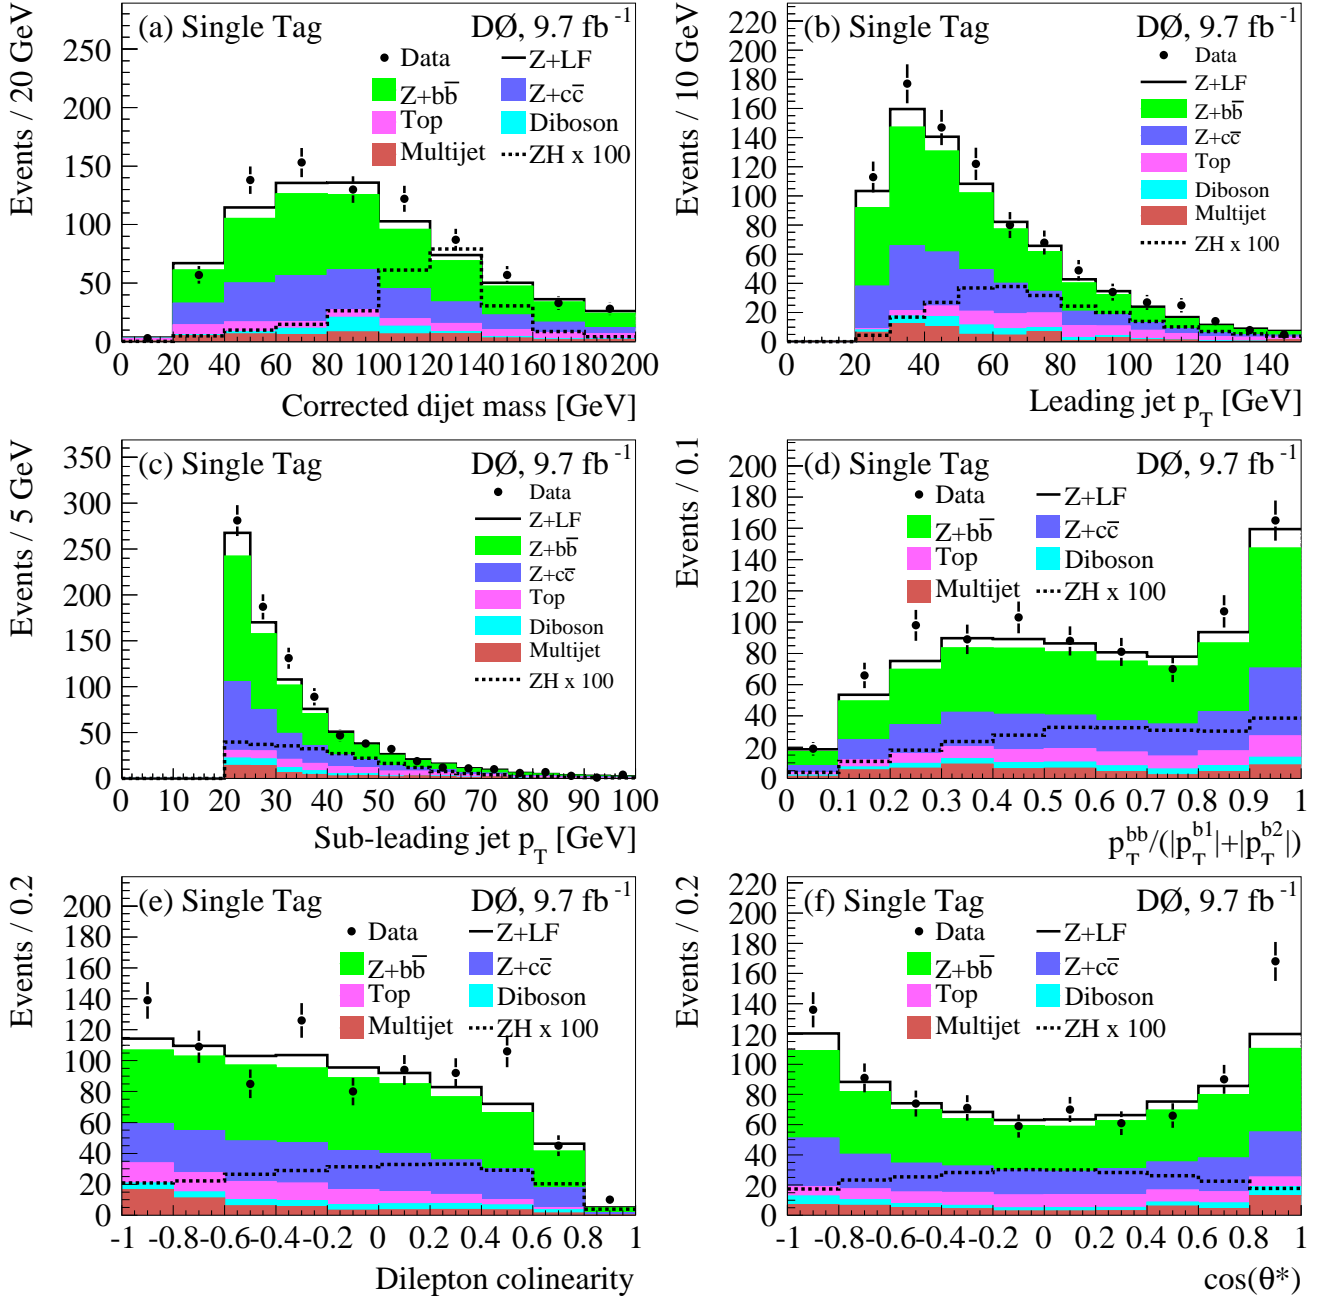 (a) Single Tag DØ, 9.7 fb⁻¹
Data Z+LF
Z+bb̅ Z+cc̅
Top Diboson
Multijet ZH x 100
Events / 20 GeV
250
200
150
100
50
0
0 20 40 60 80 100 120 140 160 180 200
Corrected dijet mass [GeV]
(b) Single Tag DØ, 9.7 fb⁻¹
Data
Z+LF
Z+bb̅
Z+cc̅
Top
Diboson
Multijet
ZH x 100
Events / 10 GeV
220
200
180
160
140
120
100
80
60
40
20
0
0 20 40 60 80 100 120 140
Leading jet p_T [GeV]
(c) Single Tag DØ, 9.7 fb⁻¹
Data
Z+LF
Z+bb̅
Z+cc̅
Top
Diboson
Multijet
ZH x 100
Events / 5 GeV
350
300
250
200
150
100
50
0
0 10 20 30 40 50 60 70 80 90 100
Sub-leading jet p_T [GeV]
(d) Single Tag DØ, 9.7 fb⁻¹
Data Z+LF
Z+bb̅ Z+cc̅
Top Diboson
Multijet ZH x 100
Events / 0.1
200
180
160
140
120
100
80
60
40
20
0
0 0.1 0.2 0.3 0.4 0.5 0.6 0.7 0.8 0.9 1
p_T^bb/(|p_T^b1|+|p_T^b2|)
(e) Single Tag DØ, 9.7 fb⁻¹
Data Z+LF
Z+bb̅ Z+cc̅
Top Diboson
Multijet ZH x 100
Events / 0.2
200
180
160
140
120
100
80
60
40
20
0
-1 -0.8 -0.6 -0.4 -0.2 0 0.2 0.4 0.6 0.8 1
Dilepton colinearity
(f) Single Tag DØ, 9.7 fb⁻¹
Data Z+LF
Z+bb̅ Z+cc̅
Top Diboson
Multijet ZH x 100
Events / 0.2
220
200
180
160
140
120
100
80
60
40
20
0
-1 -0.8 -0.6 -0.4 -0.2 0 0.2 0.4 0.6 0.8 1
cos(θ*)